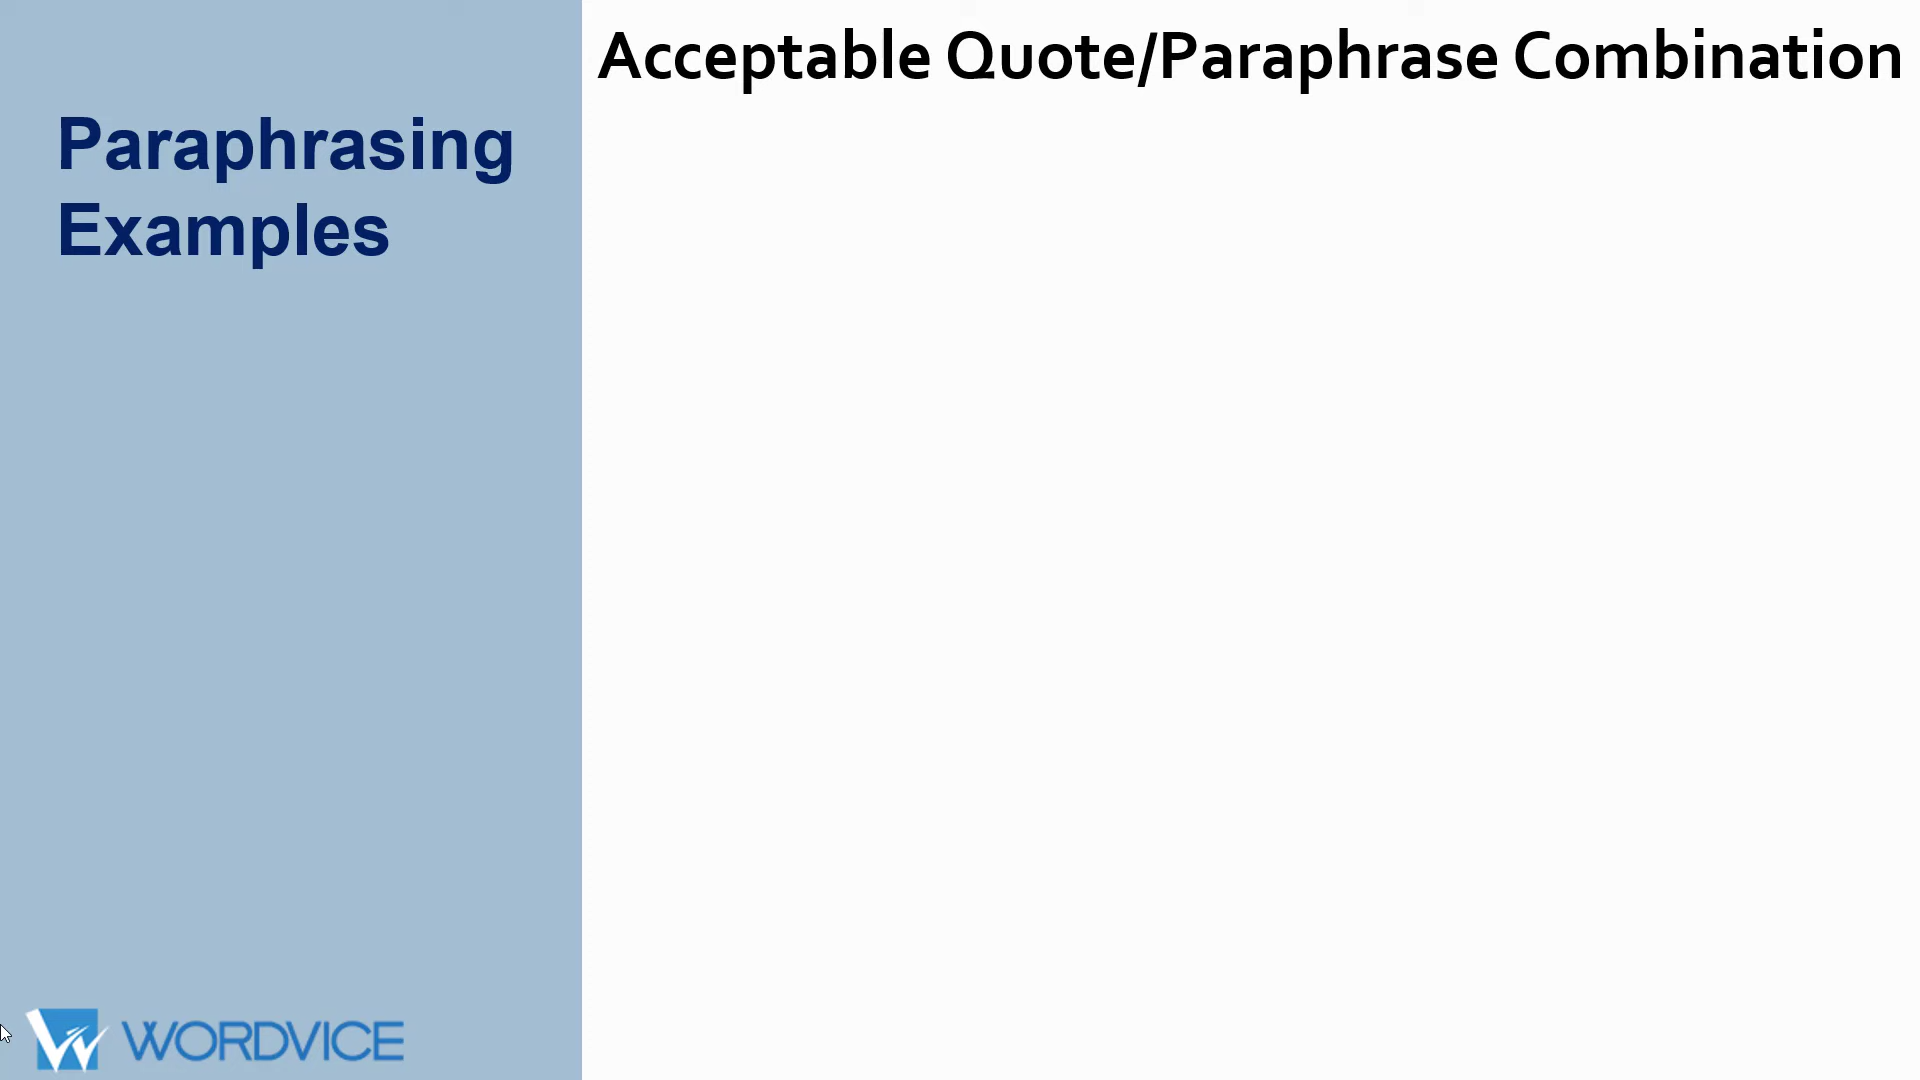 Acceptable Quote/Paraphrase Combination
Paraphrasing
Examples
WORDVICE